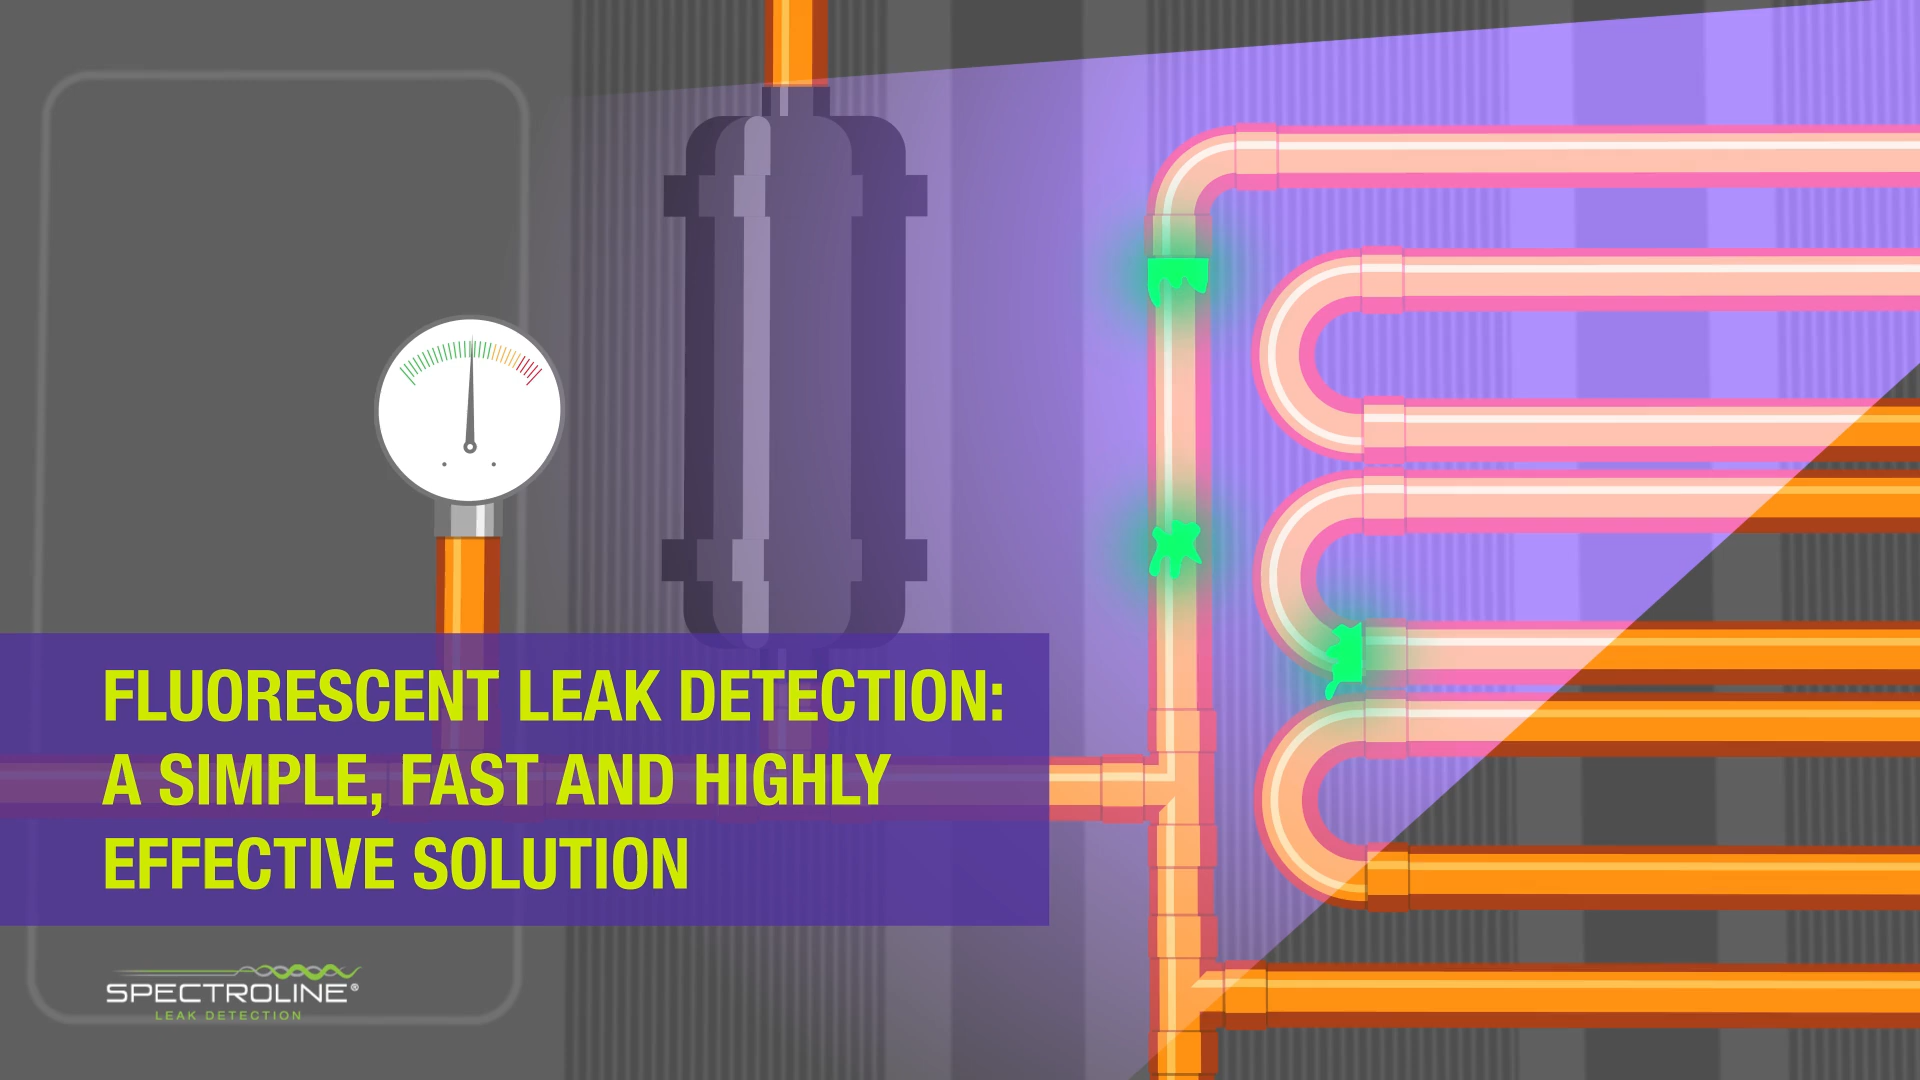 FLUORESCENT LEAK DETECTION:
A SIMPLE, FAST AND HIGHLY
EFFECTIVE SOLUTION
SPECTROLINE®
LEAK DETECTION